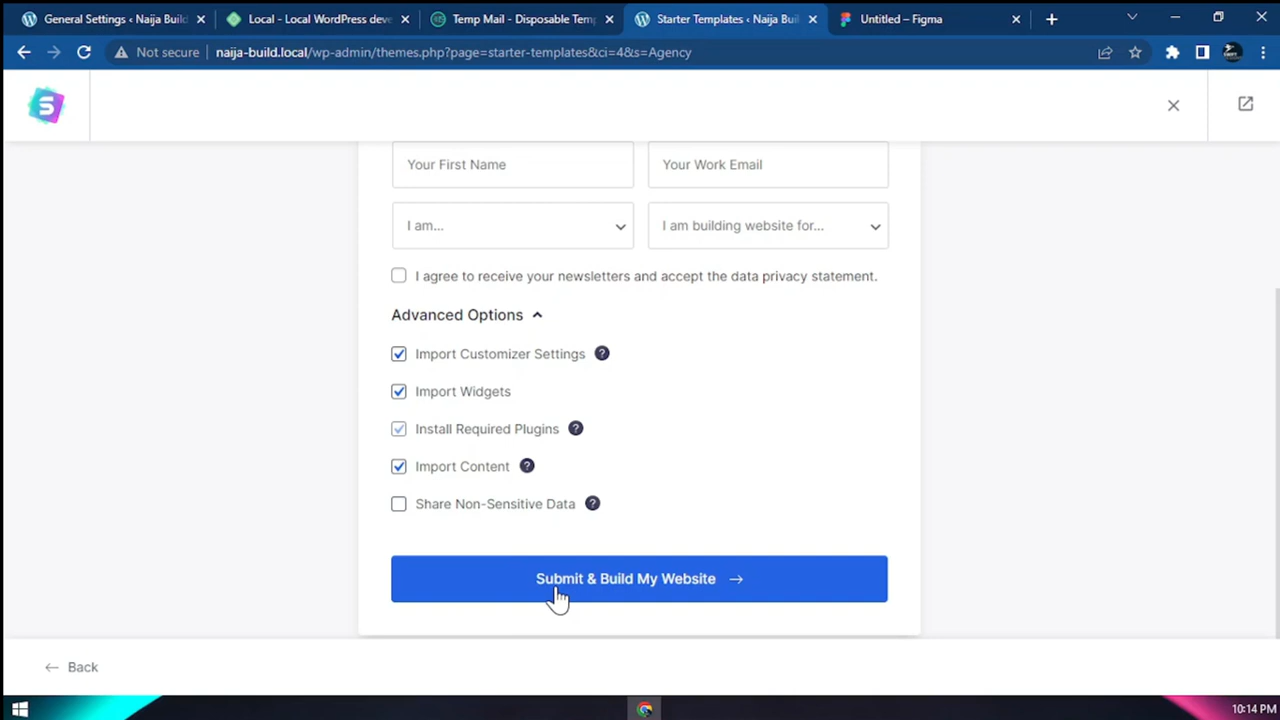 General Settings ‹ Naija Build
Local - Local WordPress deve
Temp Mail - Disposable Temp
Starter Templates ‹ Naija Buil
Untitled – Figma
Not secure
naija-build.local/wp-admin/themes.php?page=starter-templates&ci=4&s=Agency
S
Your First Name
Your Work Email
I am...
I am building website for...
I agree to receive your newsletters and accept the data privacy statement.
Advanced Options
Import Customizer Settings ?
Import Widgets
Install Required Plugins ?
Import Content ?
Share Non-Sensitive Data ?
Submit & Build My Website →
← Back
10:14 PM